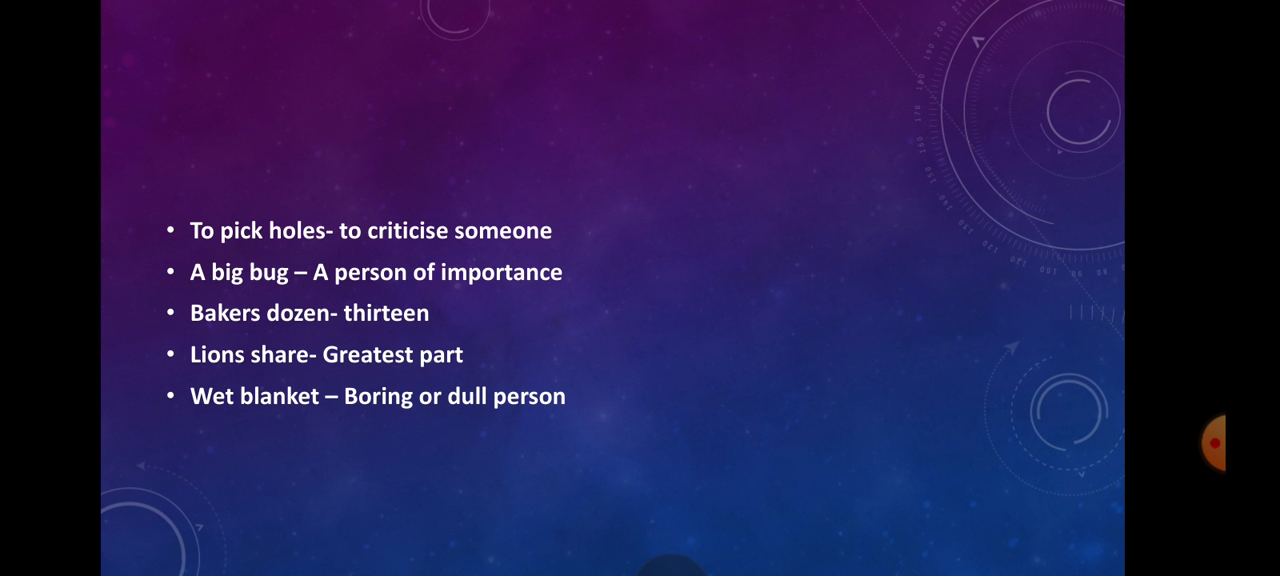 • To pick holes- to criticise someone
• A big bug – A person of importance
• Bakers dozen- thirteen
• Lions share- Greatest part
• Wet blanket – Boring or dull person